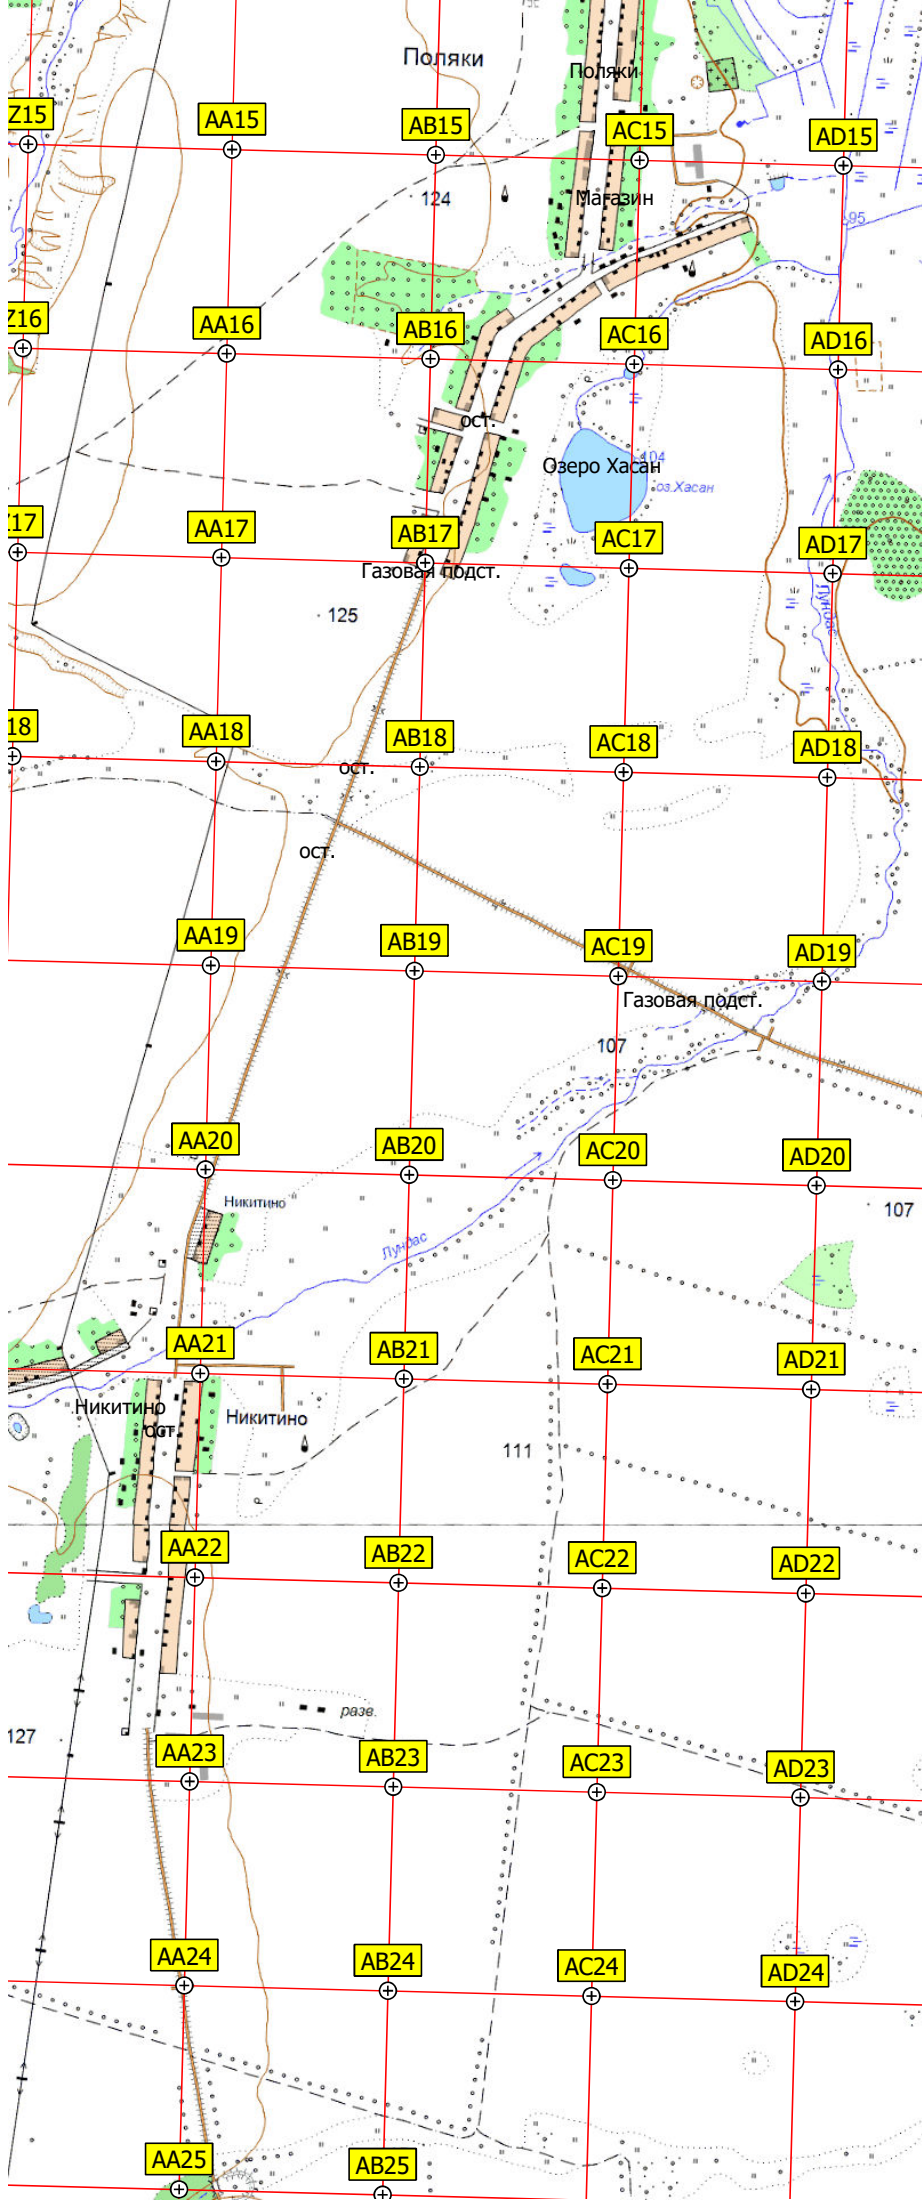 Поляки
Поляки
Z15
AA15
AB15
AC15
AD15
124
Магазин
95
Z16
AA16
AB16
AC16
AD16
ост.
Озеро Хасан
104
оз.Хасан
17
AA17
AB17
AC17
AD17
Газовая подст.
125
Лундас
18
AA18
AB18
AC18
AD18
ост.
ост.
AA19
AB19
AC19
AD19
Газовая подст.
107
AA20
AB20
AC20
AD20
Никитино
107
Лундас
AA21
AB21
AC21
AD21
Никитино
ост.
Никитино
111
AA22
AB22
AC22
AD22
разв.
127
AA23
AB23
AC23
AD23
AA24
AB24
AC24
AD24
AA25
AB25